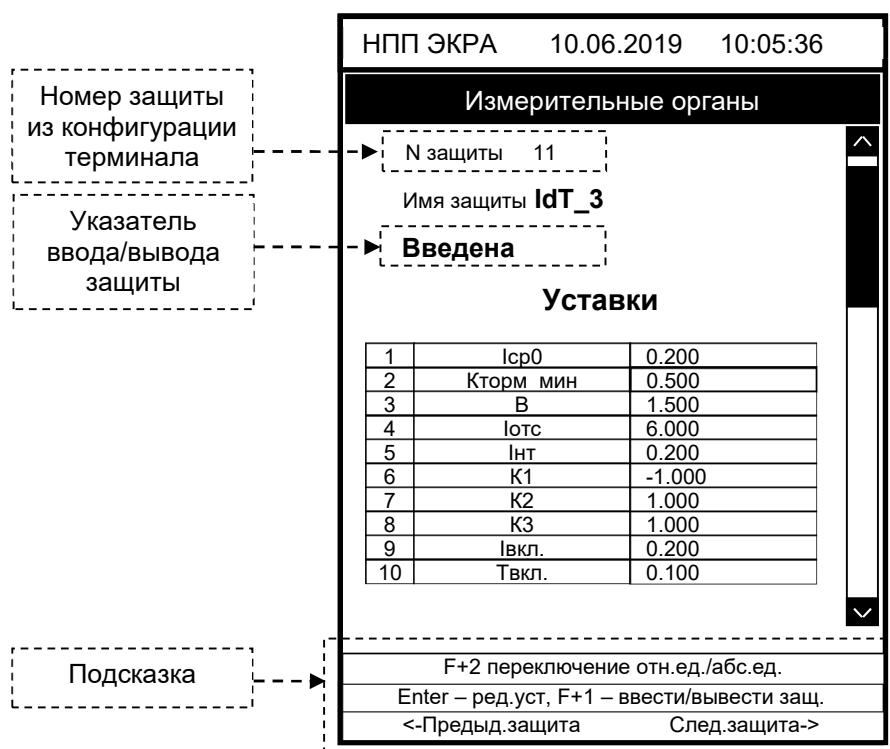 НПП ЭКРА 10.06.2019 10:05:36
Измерительные органы
Номер защиты
из конфигурации
терминала
N защиты 11
Имя защиты IdT_3
Указатель
ввода/вывода
защиты
Введена
Уставки
1 Iср0 0.200
2 Kторм мин 0.500
3 B 1.500
4 Iотс 6.000
5 Iнт 0.200
6 К1 -1.000
7 К2 1.000
8 К3 1.000
9 Iвкл. 0.200
10 Tвкл. 0.100
Подсказка
F+2 переключение отн.ед./абс.ед.
Enter – ред.уст, F+1 – ввести/вывести защ.
<-Предыд.защита След.защита->